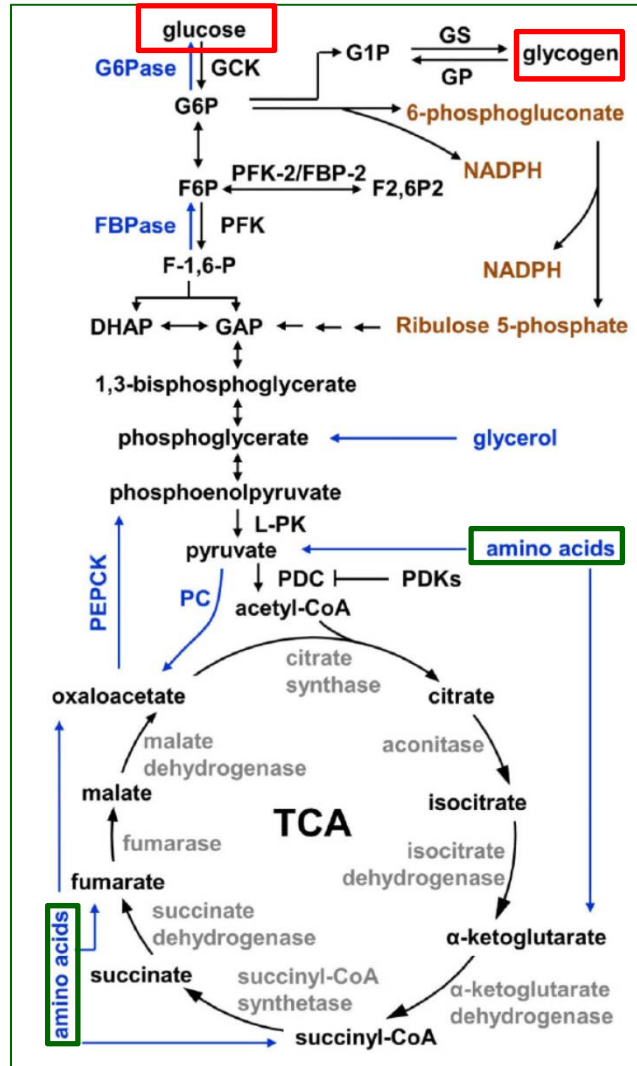 glucose
G6Pase
GCK
G1P
GS
GP
glycogen
G6P
6-phosphogluconate
NADPH
PFK-2/FBP-2
F6P
F2,6P2
FBPase
PFK
F-1,6-P
NADPH
DHAP
GAP
Ribulose 5-phosphate
1,3-bisphosphoglycerate
phosphoglycerate
glycerol
phosphoenolpyruvate
L-PK
pyruvate
amino acids
PEPCK
PC
PDC
PDKs
acetyl-CoA
citrate
synthase
oxaloacetate
citrate
malate
dehydrogenase
aconitase
malate
isocitrate
TCA
fumarase
isocitrate
dehydrogenase
fumarate
succinate
dehydrogenase
α-ketoglutarate
amino acids
succinate
succinyl-CoA
synthetase
α-ketoglutarate
dehydrogenase
succinyl-CoA